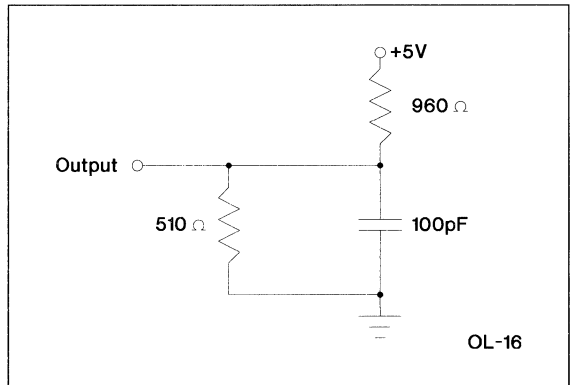 +5V
960 Ω
Output
510 Ω
100pF
OL-16